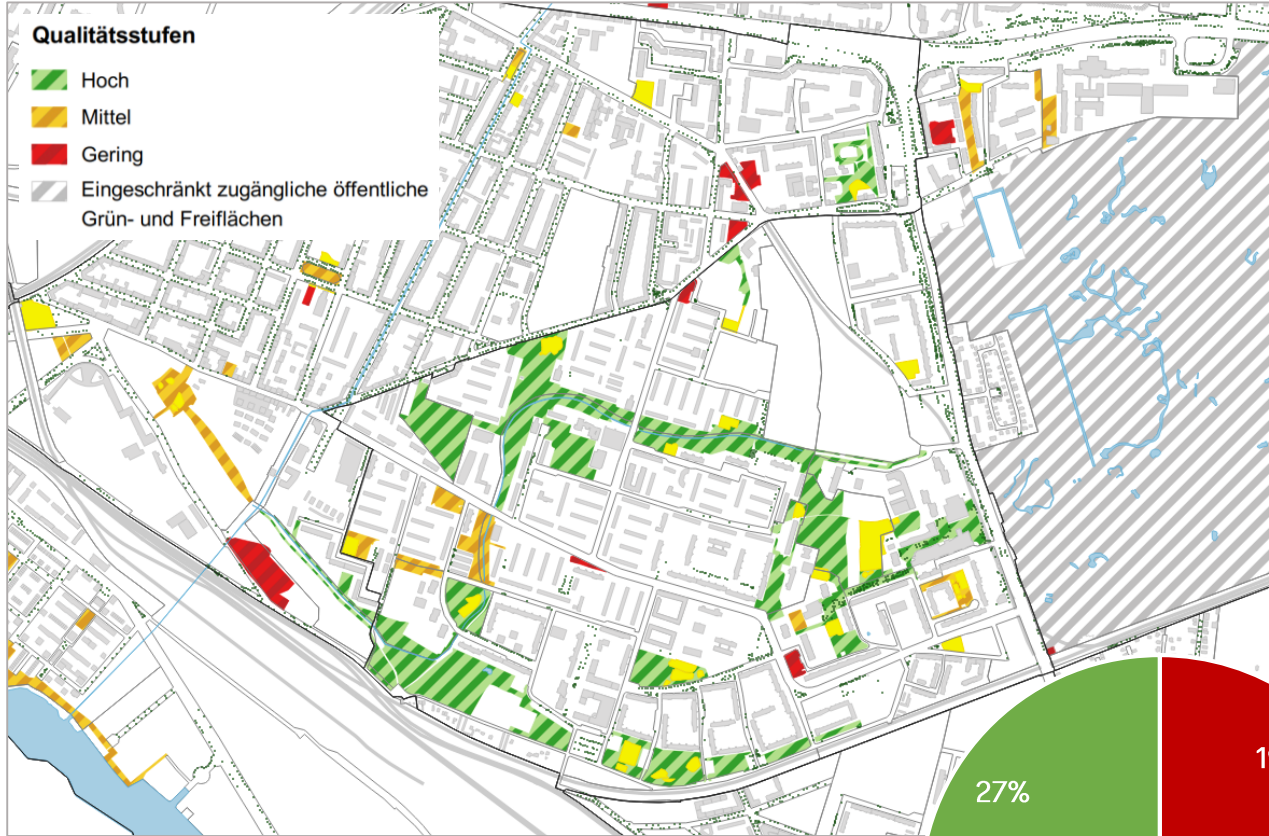 Qualitätsstufen
Hoch
Mittel
Gering
Eingeschränkt zugängliche öffentliche
Grün- und Freiflächen
27%